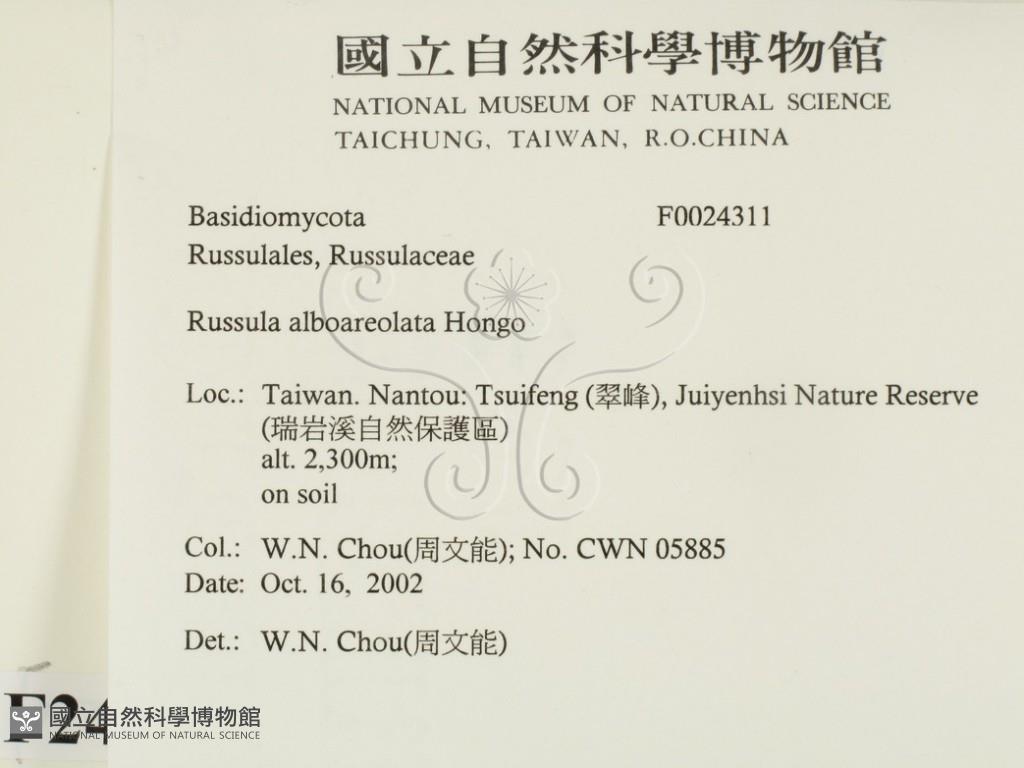 國立自然科學博物館
NATIONAL MUSEUM OF NATURAL SCIENCE
TAICHUNG, TAIWAN, R.O.CHINA
Basidiomycota F0024311
Russulales, Russulaceae
Russula alboareolata Hongo
Loc.: Taiwan. Nantou: Tsuifeng (翠峰), Juiyenhsi Nature Reserve
(瑞岩溪自然保護區)
alt. 2,300m;
on soil
Col.: W.N. Chou(周文能); No. CWN 05885
Date: Oct. 16, 2002
Det.: W.N. Chou(周文能)
F24
國立自然科學博物館
NATIONAL MUSEUM OF NATURAL SCIENCE